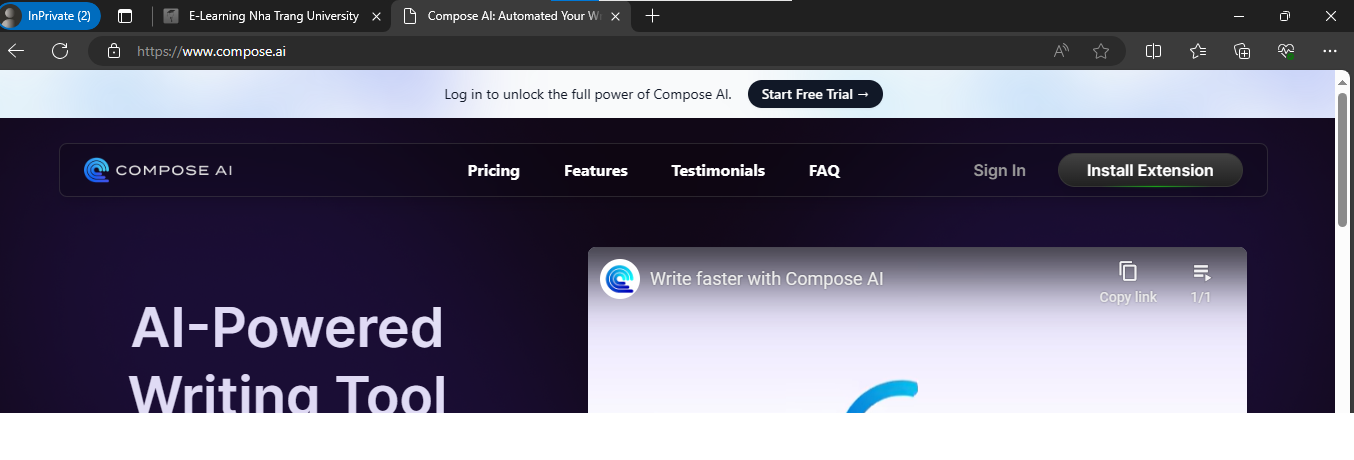 InPrivate (2)
E-Learning Nha Trang University
Compose AI: Automated Your W
https://www.compose.ai
Log in to unlock the full power of Compose AI.
Start Free Trial →
COMPOSE AI
Pricing
Features
Testimonials
FAQ
Sign In
Install Extension
Write faster with Compose AI
Copy link
1/1
AI-Powered
Writing Tool